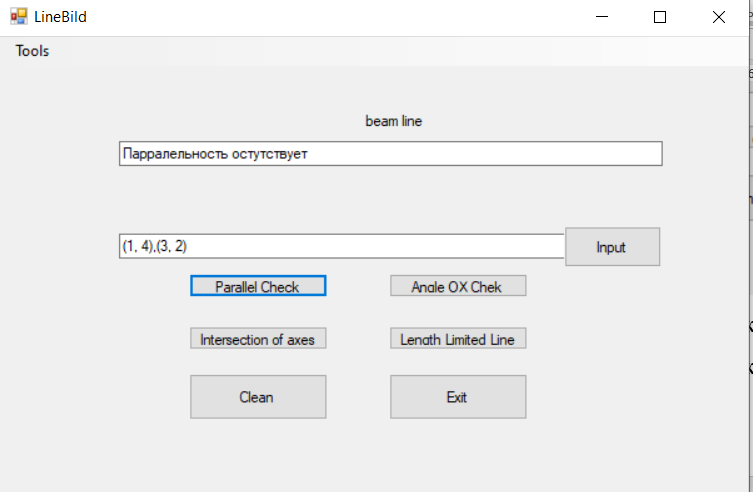 LineBild
Tools
beam line
Парралельность остутствует
(1, 4),(3, 2)
Input
Parallel Check
Angle OX Chek
Intersection of axes
Length Limited Line
Clean
Exit